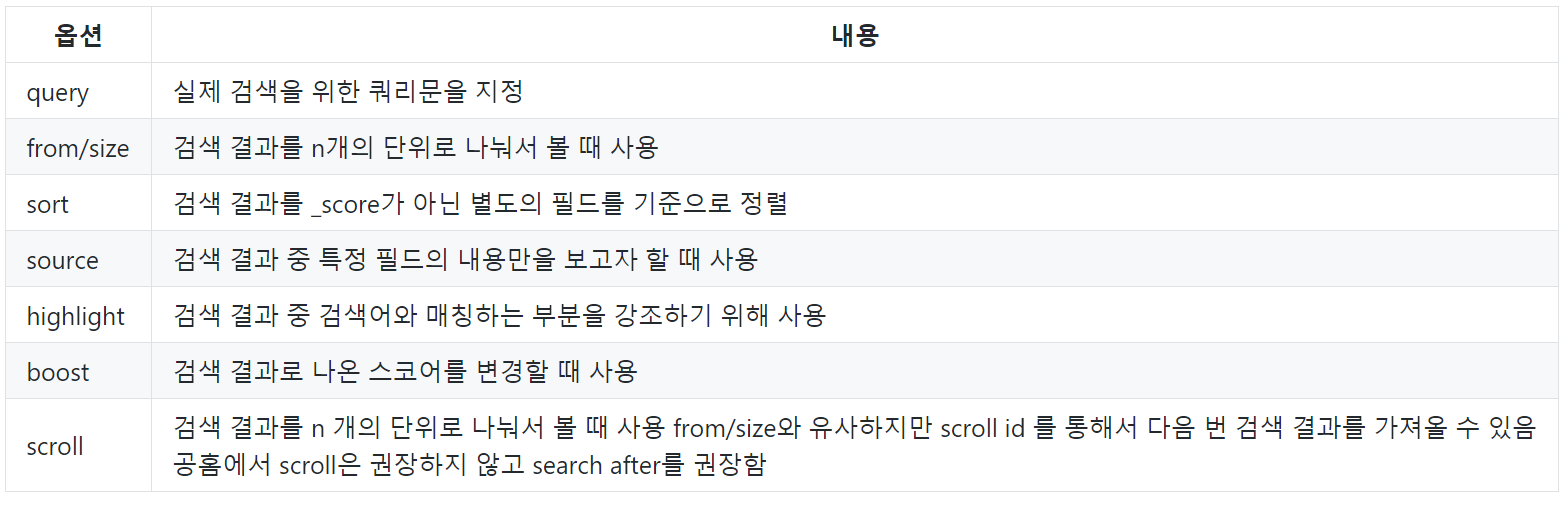 옵션 내용
query 실제 검색을 위한 쿼리문을 지정
from/size 검색 결과를 n개의 단위로 나눠서 볼 때 사용
sort 검색 결과를 _score가 아닌 별도의 필드를 기준으로 정렬
source 검색 결과 중 특정 필드의 내용만을 보고자 할 때 사용
highlight 검색 결과 중 검색어와 매칭하는 부분을 강조하기 위해 사용
boost 검색 결과로 나온 스코어를 변경할 때 사용
scroll 검색 결과를 n 개의 단위로 나눠서 볼 때 사용 from/size와 유사하지만 scroll id 를 통해서 다음 번 검색 결과를 가져올 수 있음
공홈에서 scroll은 권장하지 않고 search after를 권장함